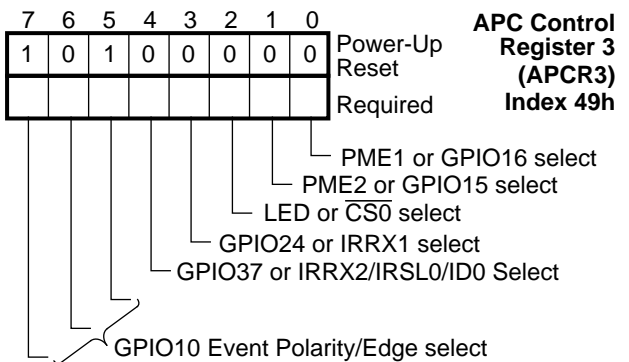 7 6 5 4 3 2 1 0
APC Control
Register 3
(APCR3)
Index 49h
1 0 1 0 0 0 0 0
Power-Up
Reset
Required
PME1 or GPIO16 select
PME2 or GPIO15 select
LED or C̅S̅0̅ select
GPIO24 or IRRX1 select
GPIO37 or IRRX2/IRSL0/ID0 Select
GPIO10 Event Polarity/Edge select